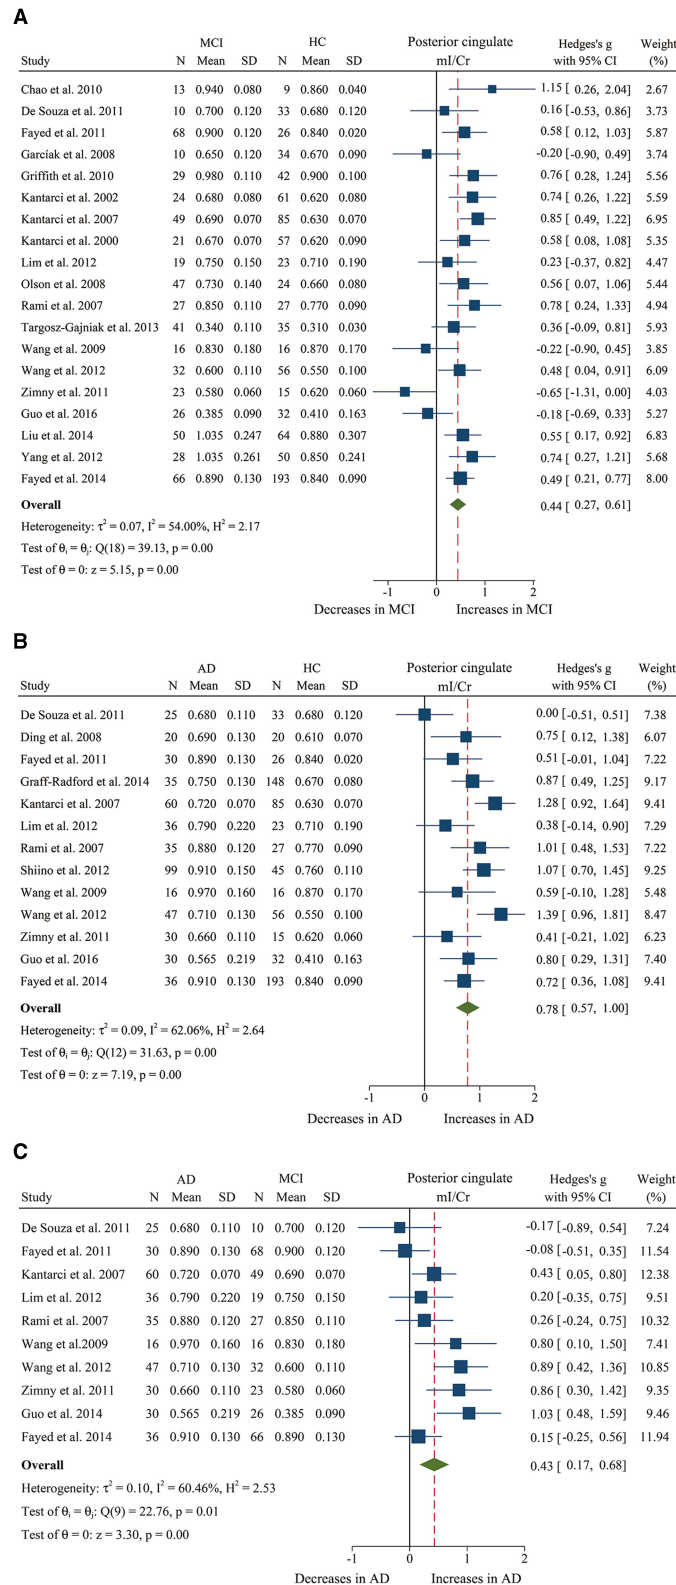 A
MCI HC Posterior cingulate Hedges's g Weight
Study N Mean SD N Mean SD mI/Cr with 95% CI (%)
Chao et al. 2010 13 0.940 0.080 9 0.860 0.040 1.15 [ 0.26, 2.04] 2.67
De Souza et al. 2011 10 0.700 0.120 33 0.680 0.120 0.16 [ -0.53, 0.86] 3.73
Fayed et al. 2011 68 0.900 0.120 26 0.840 0.020 0.58 [ 0.12, 1.03] 5.87
Garcíak et al. 2008 10 0.650 0.120 34 0.670 0.090 -0.20 [ -0.90, 0.49] 3.74
Griffith et al. 2010 29 0.980 0.110 42 0.900 0.100 0.76 [ 0.28, 1.24] 5.56
Kantarci et al. 2002 24 0.680 0.080 61 0.620 0.080 0.74 [ 0.26, 1.22] 5.59
Kantarci et al. 2007 49 0.690 0.070 85 0.630 0.070 0.85 [ 0.49, 1.22] 6.95
Kantarci et al. 2000 21 0.670 0.070 57 0.620 0.090 0.58 [ 0.08, 1.08] 5.35
Lim et al. 2012 19 0.750 0.150 23 0.710 0.190 0.23 [ -0.37, 0.82] 4.47
Olson et al. 2008 47 0.730 0.140 24 0.660 0.080 0.56 [ 0.07, 1.06] 5.44
Rami et al. 2007 27 0.850 0.110 27 0.770 0.090 0.78 [ 0.24, 1.33] 4.94
Targosz-Gajniak et al. 2013 41 0.340 0.110 35 0.310 0.030 0.36 [ -0.09, 0.81] 5.93
Wang et al. 2009 16 0.830 0.180 16 0.870 0.170 -0.22 [ -0.90, 0.45] 3.85
Wang et al. 2012 32 0.600 0.110 56 0.550 0.100 0.48 [ 0.04, 0.91] 6.09
Zimny et al. 2011 23 0.580 0.060 15 0.620 0.060 -0.65 [ -1.31, 0.00] 4.03
Guo et al. 2016 26 0.385 0.090 32 0.410 0.163 -0.18 [ -0.69, 0.33] 5.27
Liu et al. 2014 50 1.035 0.247 64 0.880 0.307 0.55 [ 0.17, 0.92] 6.83
Yang et al. 2012 28 1.035 0.261 50 0.850 0.241 0.74 [ 0.27, 1.21] 5.68
Fayed et al. 2014 66 0.890 0.130 193 0.840 0.090 0.49 [ 0.21, 0.77] 8.00
Overall 0.44 [ 0.27, 0.61]
Heterogeneity: τ² = 0.07, I² = 54.00%, H² = 2.17
Test of θᵢ = θⱼ: Q(18) = 39.13, p = 0.00
Test of θ = 0: z = 5.15, p = 0.00
-1 0 1 2
Decreases in MCI Increases in MCI
B
AD HC Posterior cingulate Hedges's g Weight
Study N Mean SD N Mean SD mI/Cr with 95% CI (%)
De Souza et al. 2011 25 0.680 0.110 33 0.680 0.120 0.00 [ -0.51, 0.51] 7.38
Ding et al. 2008 20 0.690 0.130 20 0.610 0.070 0.75 [ 0.12, 1.38] 6.07
Fayed et al. 2011 30 0.890 0.130 26 0.840 0.020 0.51 [ -0.01, 1.04] 7.22
Graff-Radford et al. 2014 35 0.750 0.130 148 0.670 0.080 0.87 [ 0.49, 1.25] 9.17
Kantarci et al. 2007 60 0.720 0.070 85 0.630 0.070 1.28 [ 0.92, 1.64] 9.41
Lim et al. 2012 36 0.790 0.220 23 0.710 0.190 0.38 [ -0.14, 0.90] 7.29
Rami et al. 2007 35 0.880 0.120 27 0.770 0.090 1.01 [ 0.48, 1.53] 7.22
Shiino et al. 2012 99 0.910 0.150 45 0.760 0.110 1.07 [ 0.70, 1.45] 9.25
Wang et al. 2009 16 0.970 0.160 16 0.870 0.170 0.59 [ -0.10, 1.28] 5.48
Wang et al. 2012 47 0.710 0.130 56 0.550 0.100 1.39 [ 0.96, 1.81] 8.47
Zimny et al. 2011 30 0.660 0.110 15 0.620 0.060 0.41 [ -0.21, 1.02] 6.23
Guo et al. 2016 30 0.565 0.219 32 0.410 0.163 0.80 [ 0.29, 1.31] 7.40
Fayed et al. 2014 36 0.910 0.130 193 0.840 0.090 0.72 [ 0.36, 1.08] 9.41
Overall 0.78 [ 0.57, 1.00]
Heterogeneity: τ² = 0.09, I² = 62.06%, H² = 2.64
Test of θᵢ = θⱼ: Q(12) = 31.63, p = 0.00
Test of θ = 0: z = 7.19, p = 0.00
-1 0 1 2
Decreases in AD Increases in AD
C
AD MCI Posterior cingulate Hedges's g Weight
Study N Mean SD N Mean SD mI/Cr with 95% CI (%)
De Souza et al. 2011 25 0.680 0.110 10 0.700 0.120 -0.17 [ -0.89, 0.54] 7.24
Fayed et al. 2011 30 0.890 0.130 68 0.900 0.120 -0.08 [ -0.51, 0.35] 11.54
Kantarci et al. 2007 60 0.720 0.070 49 0.690 0.070 0.43 [ 0.05, 0.80] 12.38
Lim et al. 2012 36 0.790 0.220 19 0.750 0.150 0.20 [ -0.35, 0.75] 9.51
Rami et al. 2007 35 0.880 0.120 27 0.850 0.110 0.26 [ -0.24, 0.75] 10.32
Wang et al.2009 16 0.970 0.160 16 0.830 0.180 0.80 [ 0.10, 1.50] 7.41
Wang et al. 2012 47 0.710 0.130 32 0.600 0.110 0.89 [ 0.42, 1.36] 10.85
Zimny et al. 2011 30 0.660 0.110 23 0.580 0.060 0.86 [ 0.30, 1.42] 9.35
Guo et al. 2014 30 0.565 0.219 26 0.385 0.090 1.03 [ 0.48, 1.59] 9.46
Fayed et al. 2014 36 0.910 0.130 66 0.890 0.130 0.15 [ -0.25, 0.56] 11.94
Overall 0.43 [ 0.17, 0.68]
Heterogeneity: τ² = 0.10, I² = 60.46%, H² = 2.53
Test of θᵢ = θⱼ: Q(9) = 22.76, p = 0.01
Test of θ = 0: z = 3.30, p = 0.00
-1 0 1 2
Decreases in AD Increases in AD